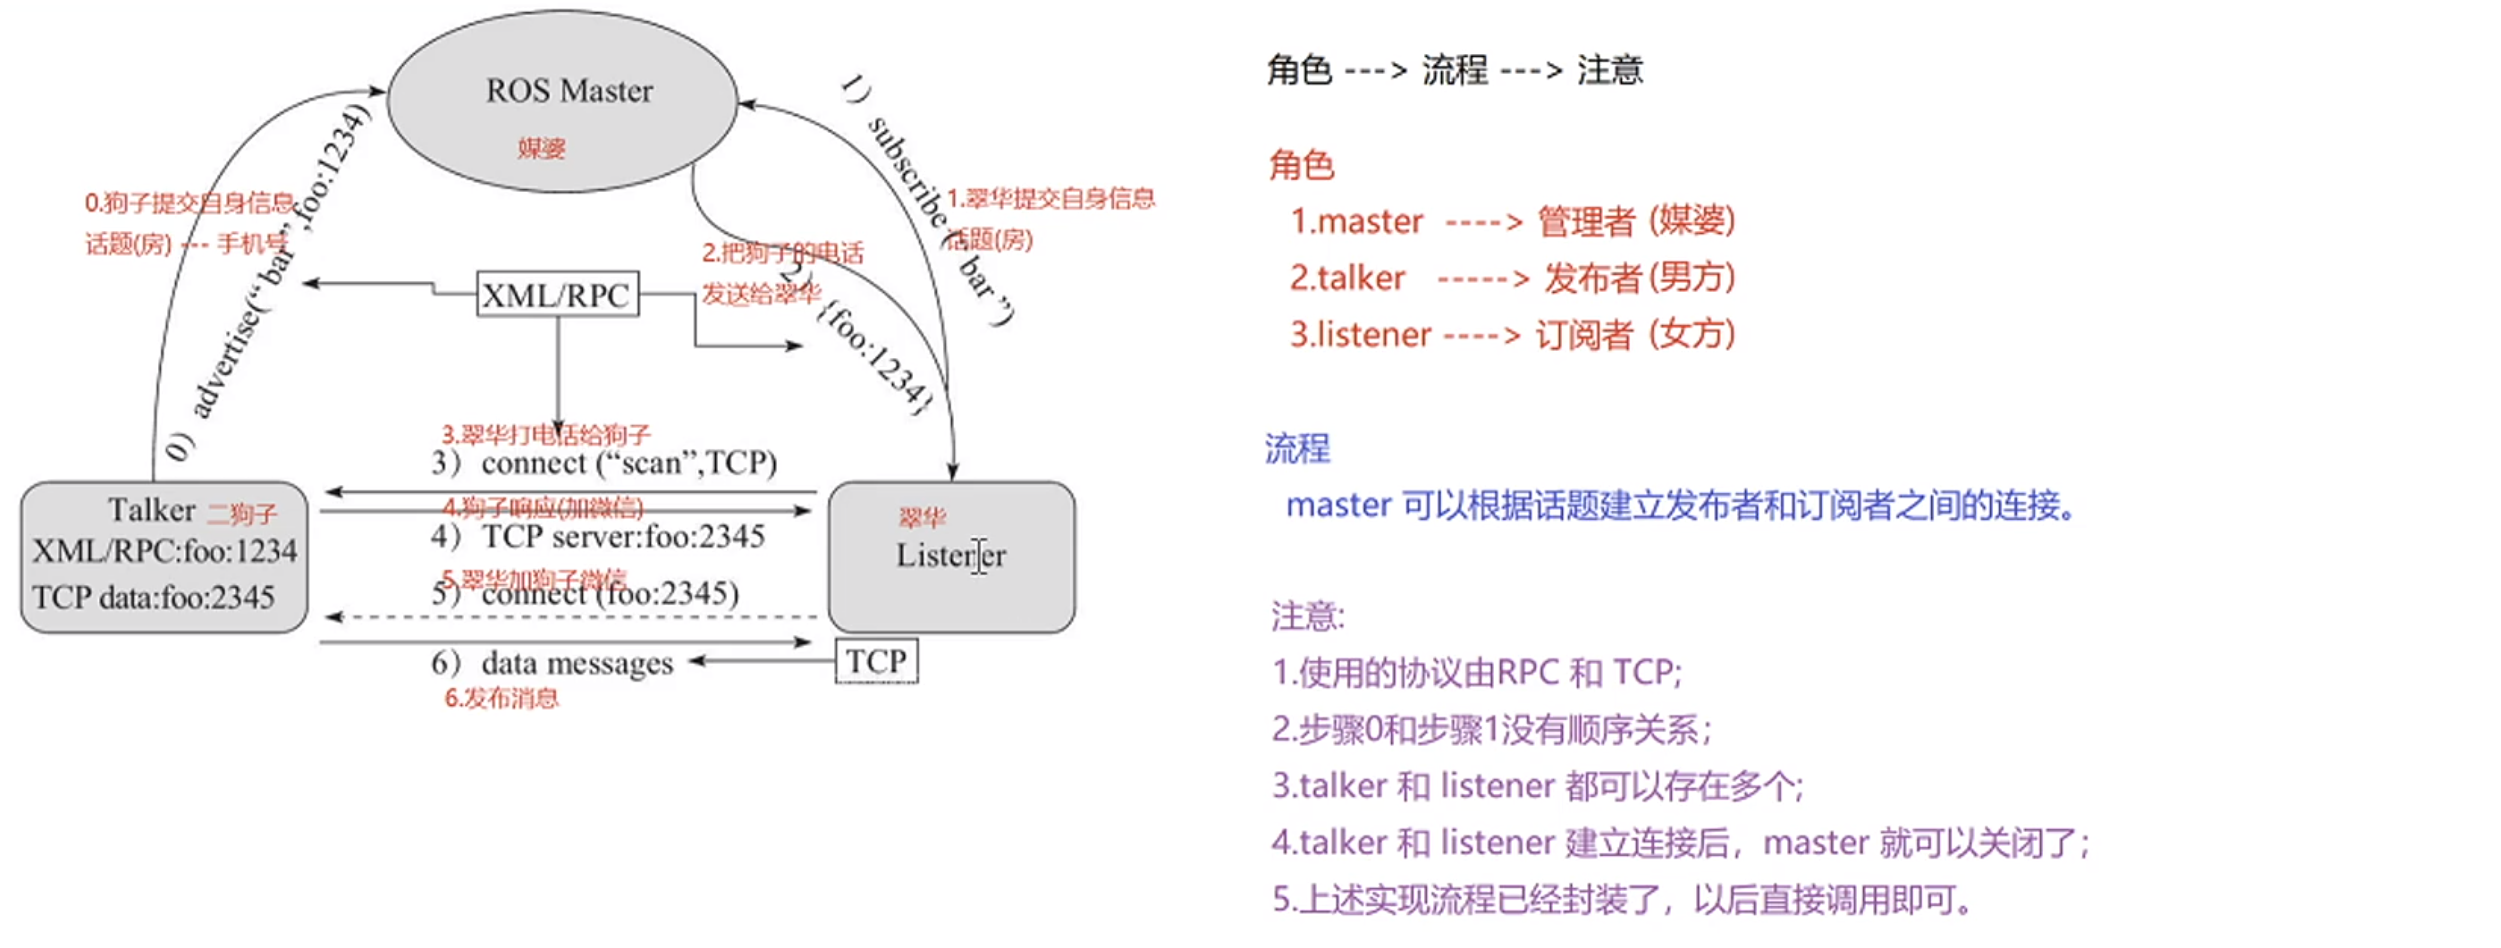 ROS Master
媒婆
0.狗子提交自身信息
话题(房) --- 手机号
0） advertise(“bar”,foo:1234)
1）subscribe (“bar”)
1.翠华提交自身信息
话题(房)
2.把狗子的电话
发送给翠华
2） {foo:1234}
XML/RPC
3.翠华打电话给狗子
3）connect (“scan”,TCP)
4.狗子响应(加微信)
4）TCP server:foo:2345
5.翠华加狗子微信
5）connect (foo:2345)
6）data messages
6.发布消息
TCP
Talker 二狗子
XML/RPC:foo:1234
TCP data:foo:2345
翠华
Listener
角色 ---> 流程 ---> 注意
角色
1.master ----> 管理者 (媒婆)
2.talker -----> 发布者(男方)
3.listener ----> 订阅者 (女方)
流程
master 可以根据话题建立发布者和订阅者之间的连接。
注意:
1.使用的协议由RPC 和 TCP;
2.步骤0和步骤1没有顺序关系；
3.talker 和 listener 都可以存在多个;
4.talker 和 listener 建立连接后，master 就可以关闭了；
5.上述实现流程已经封装了，以后直接调用即可。